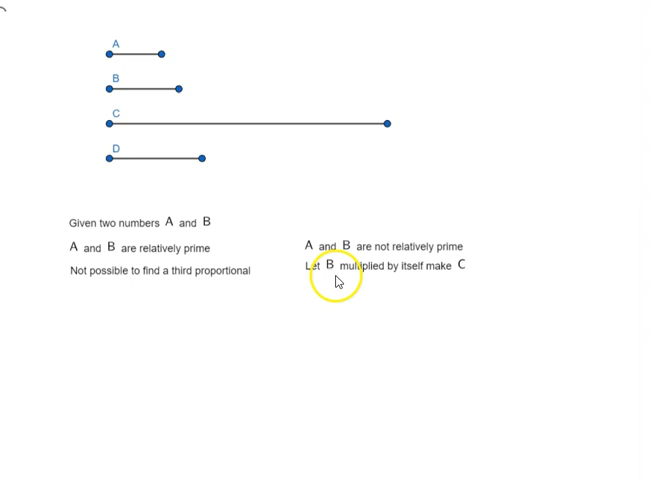 A
B
C
D
Given two numbers A and B
A and B are relatively prime
Not possible to find a third proportional
A and B are not relatively prime
Let B multiplied by itself make C